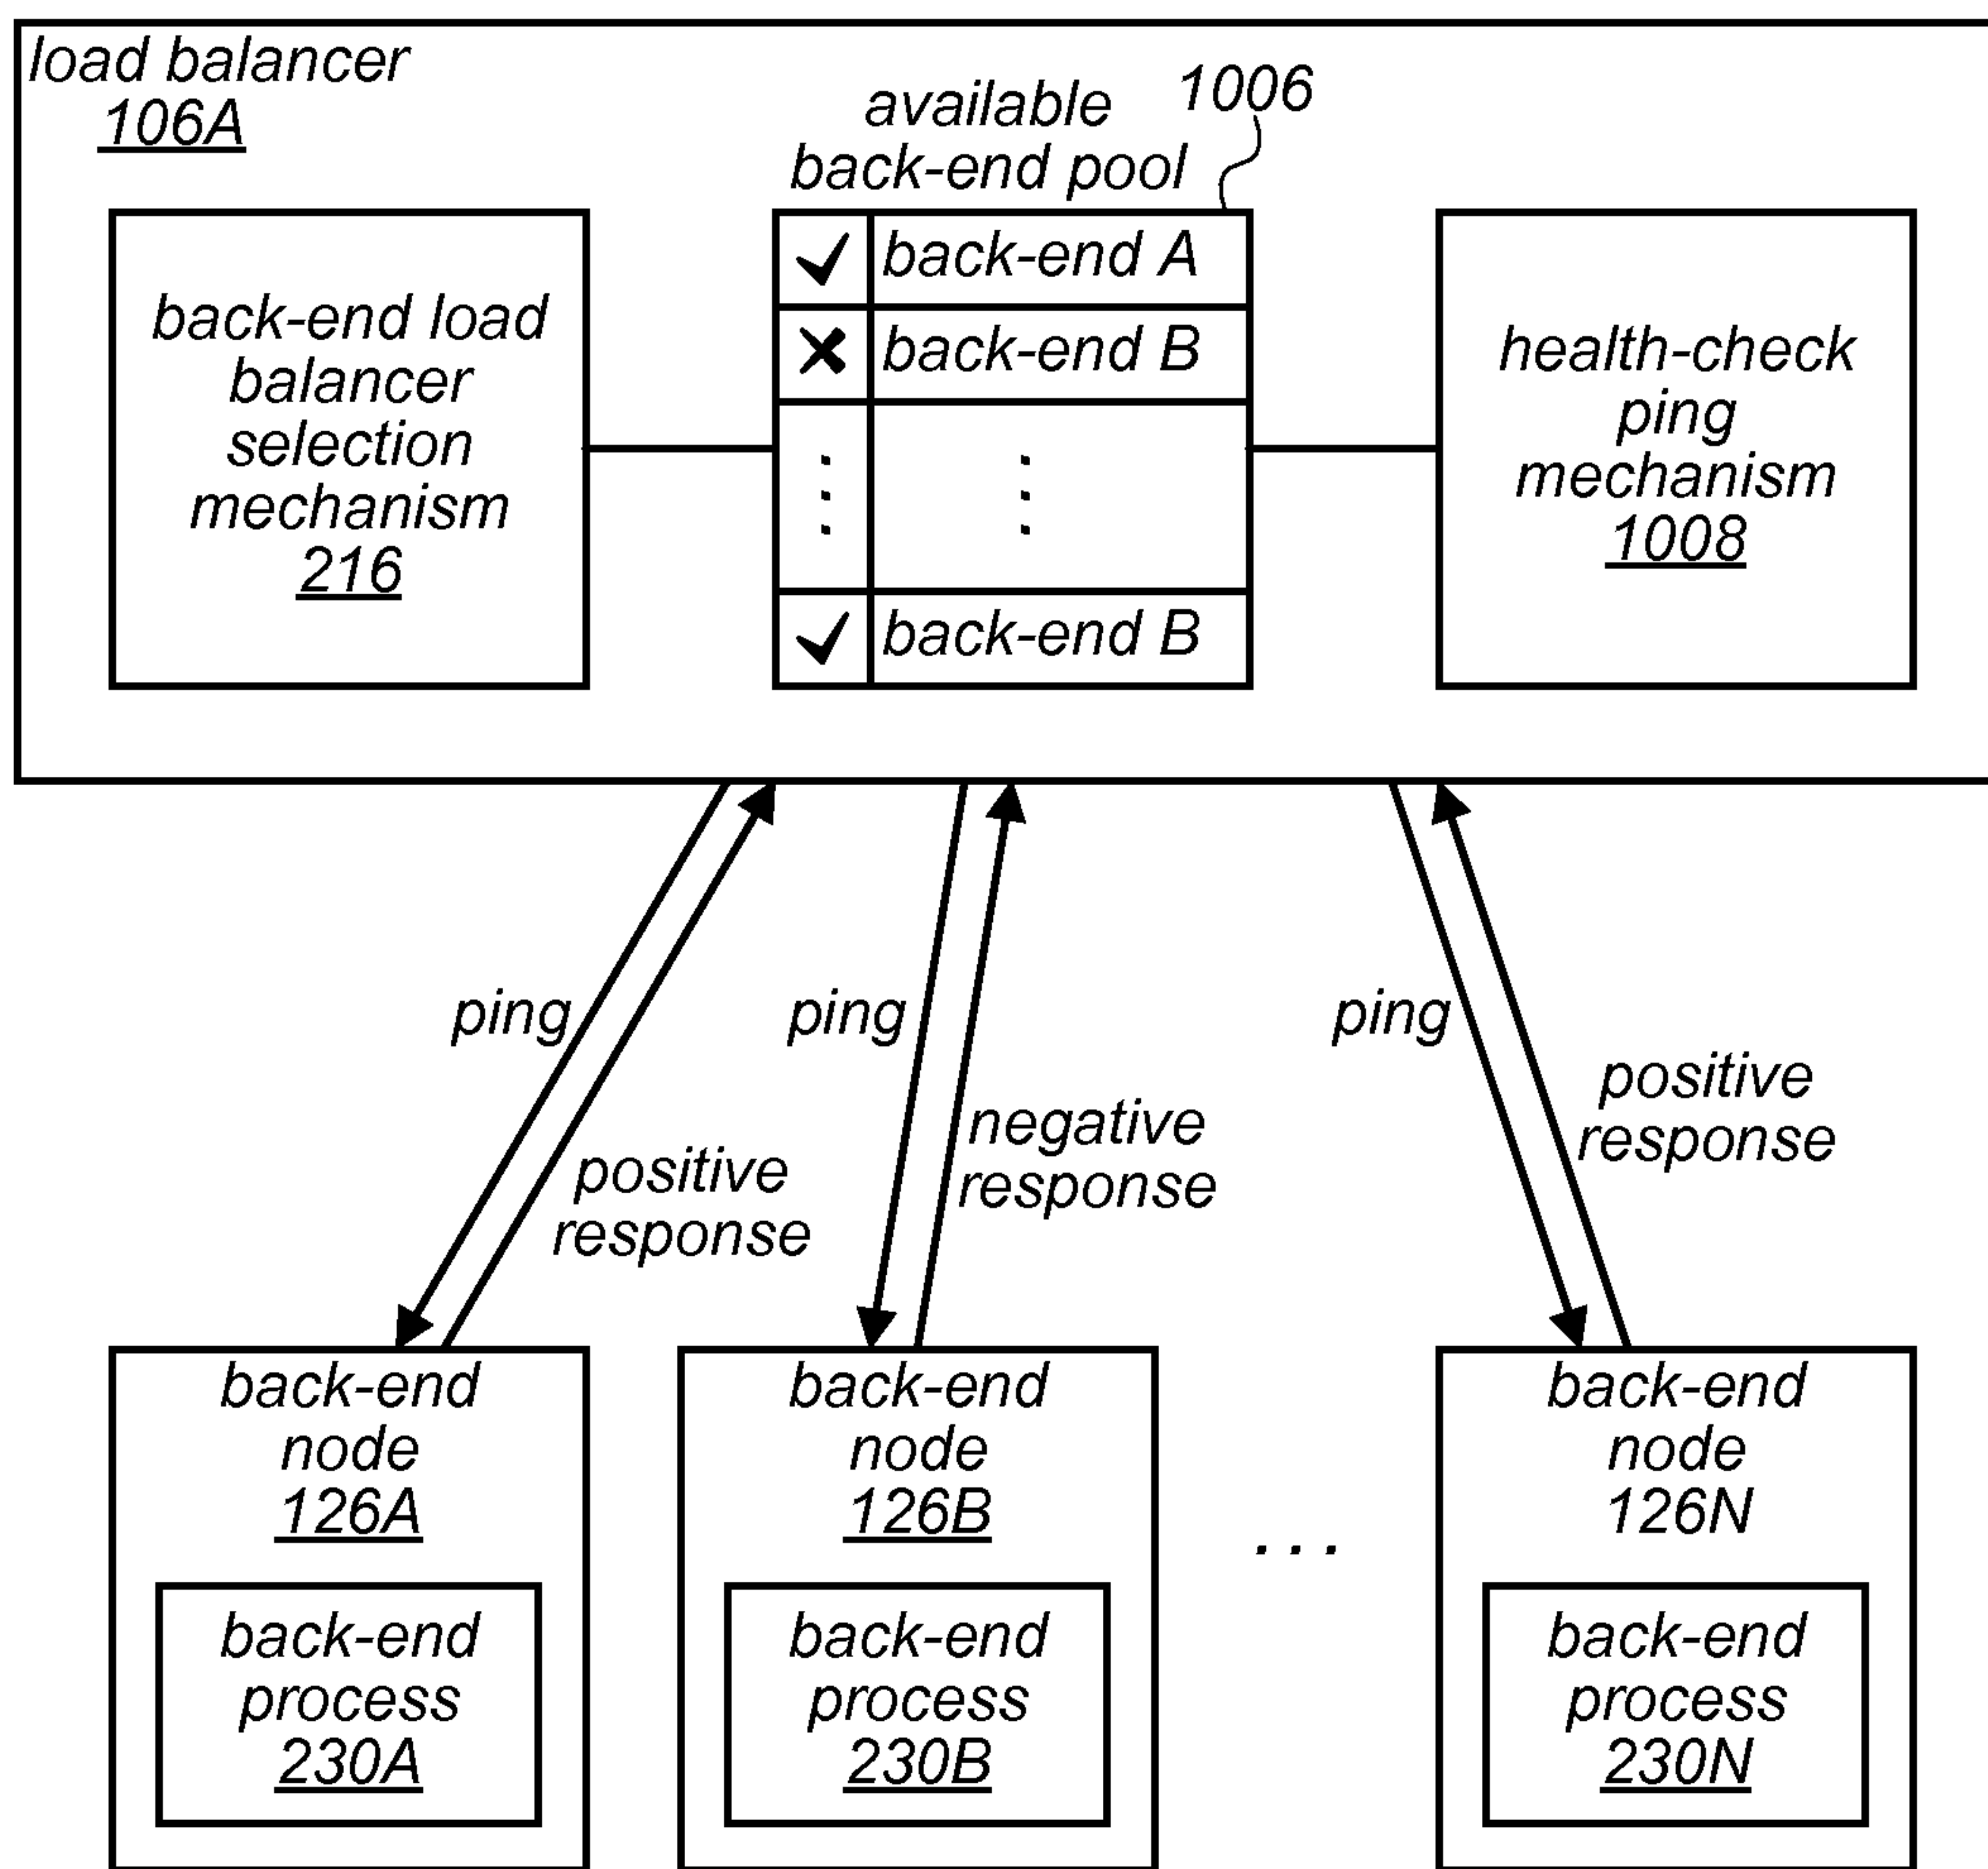 load balancer
106A
available
back-end pool
1006
back-end load
balancer
selection
mechanism
216
back-end A
back-end B
⋮ ⋮
back-end B
health-check
ping
mechanism
1008
ping
positive
response
ping
negative
response
ping
positive
response
back-end
node
126A
back-end
process
230A
back-end
node
126B
back-end
process
230B
...
back-end
node
126N
back-end
process
230N